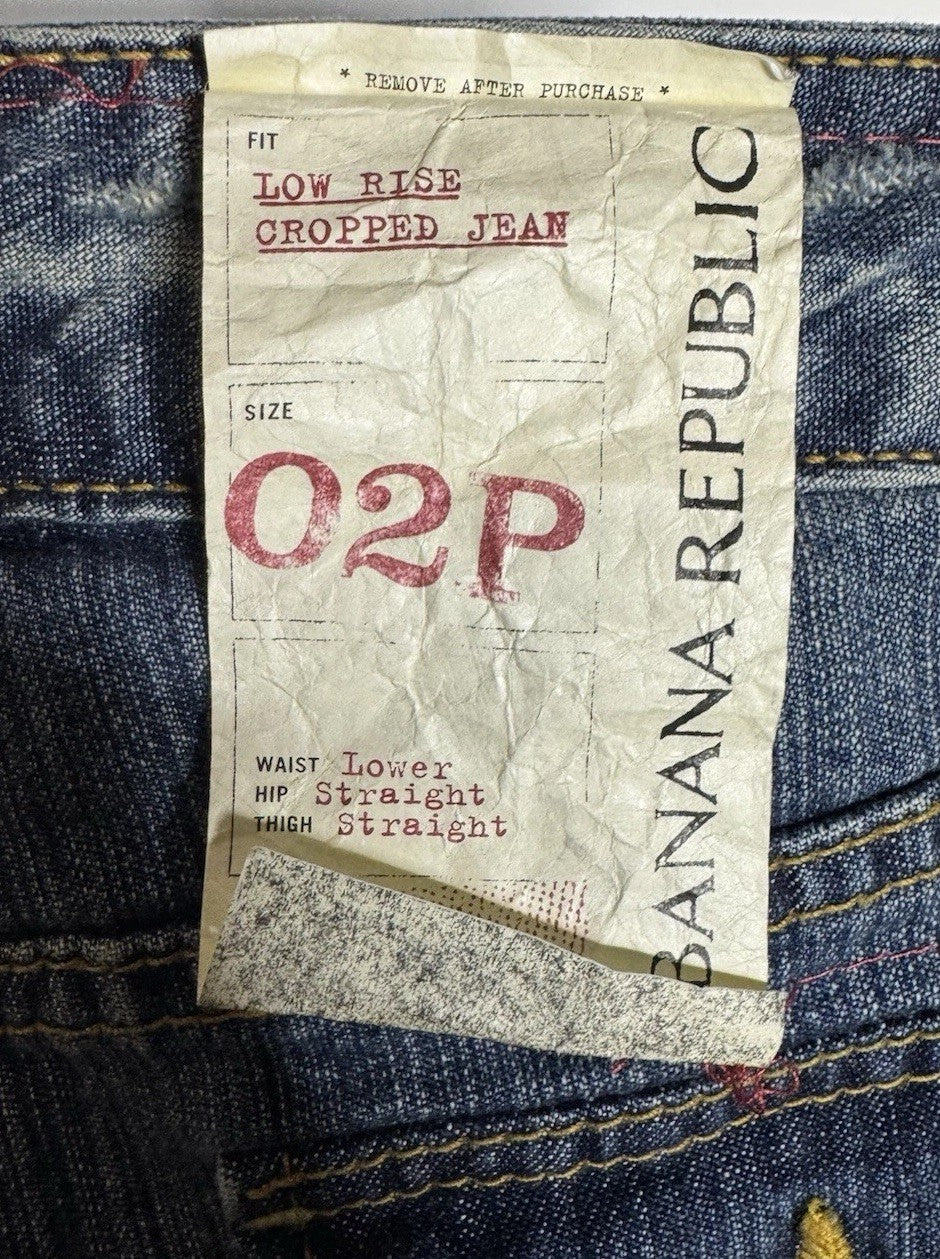 * REMOVE AFTER PURCHASE *
FIT
LOW RISE
CROPPED JEAN
SIZE
02P
WAIST Lower
HIP Straight
THIGH Straight
BANANA REPUBLIC